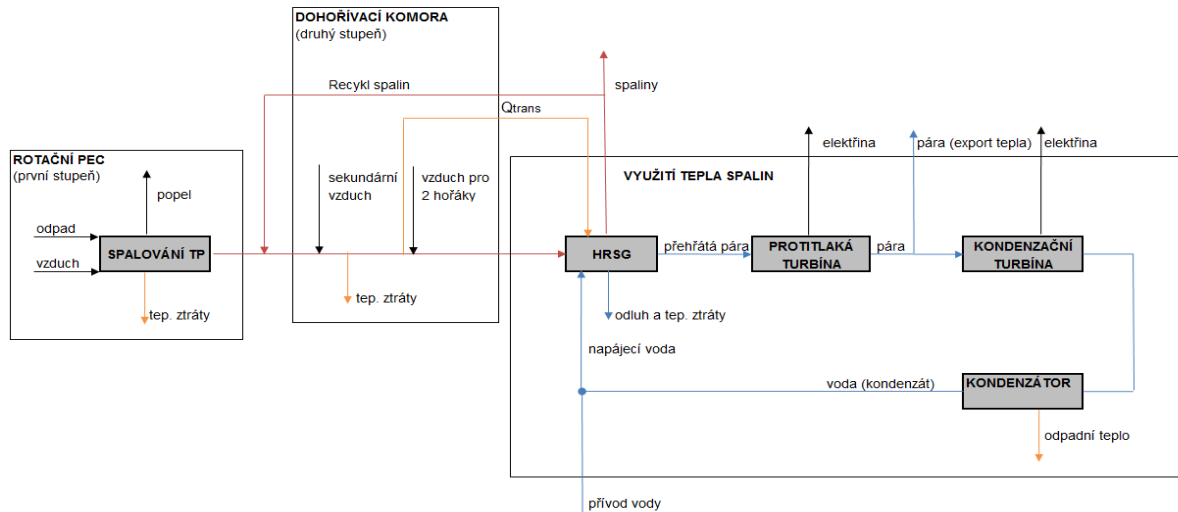 DOHOŘÍVACÍ KOMORA
(druhý stupeň)
Recykl spalin
spaliny
Qtrans
ROTAČNÍ PEC
(první stupeň)
popel
odpad
vzduch
SPALOVÁNÍ TP
tep. ztráty
sekundární
vzduch
vzduch pro
2 hořáky
tep. ztráty
elektřina
pára (export tepla)
elektřina
VYUŽITÍ TEPLA SPALIN
HRSG
přehřátá pára
PROTITLAKÁ
TURBÍNA
pára
KONDENZAČNÍ
TURBÍNA
odluh a tep. ztráty
napájecí voda
voda (kondenzát)
KONDENZÁTOR
odpadní teplo
přívod vody